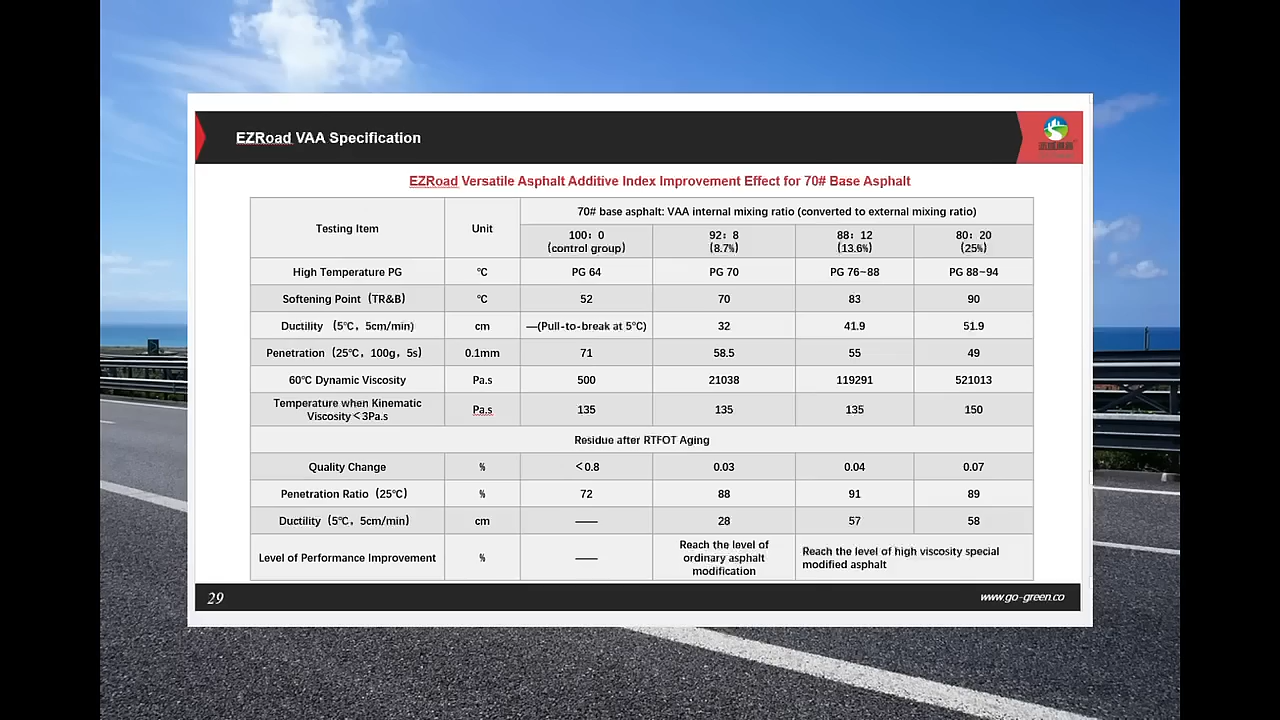 EZRoad VAA Specification
EZRoad Versatile Asphalt Additive Index Improvement Effect for 70# Base Asphalt
Testing Item
Unit
70# base asphalt: VAA internal mixing ratio (converted to external mixing ratio)
100：0
(control group)
92：8
(8.7%)
88：12
(13.6%)
80：20
(25%)
High Temperature PG ℃ PG 64 PG 70 PG 76~88 PG 88~94
Softening Point（TR&B） ℃ 52 70 83 90
Ductility （5℃，5cm/min） cm —(Pull-to-break at 5℃) 32 41.9 51.9
Penetration（25℃，100g，5s） 0.1mm 71 58.5 55 49
60℃ Dynamic Viscosity Pa.s 500 21038 119291 521013
Temperature when Kinematic
Viscosity＜3Pa.s
Pa.s 135 135 135 150
Residue after RTFOT Aging
Quality Change % ＜0.8 0.03 0.04 0.07
Penetration Ratio（25℃） % 72 88 91 89
Ductility（5℃，5cm/min） cm —— 28 57 58
Level of Performance Improvement % ——
Reach the level of
ordinary asphalt
modification
Reach the level of high viscosity special
modified asphalt
29
www.go-green.co